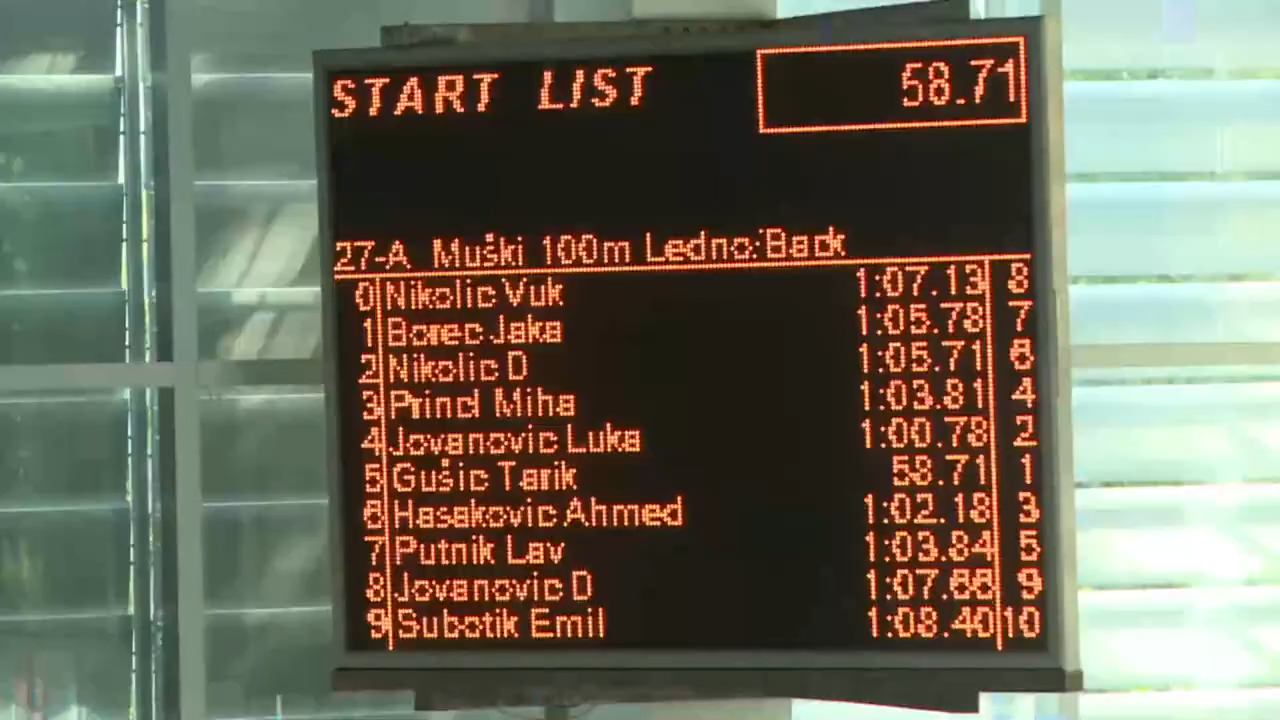 START LIST 58.71
27-A Muški 100m Leđno/Back
0 Nikolic Vuk 1:07.13 8
1 Borec Jaka 1:05.78 7
2 Nikolic D 1:05.71 6
3 Princl Miha 1:03.81 4
4 Jovanovic Luka 1:00.78 2
5 Gušic Tarik 58.71 1
6 Hasakovic Ahmed 1:02.18 3
7 Putnik Lav 1:03.84 5
8 Jovanovic D 1:07.68 9
9 Subotik Emil 1:08.40 10